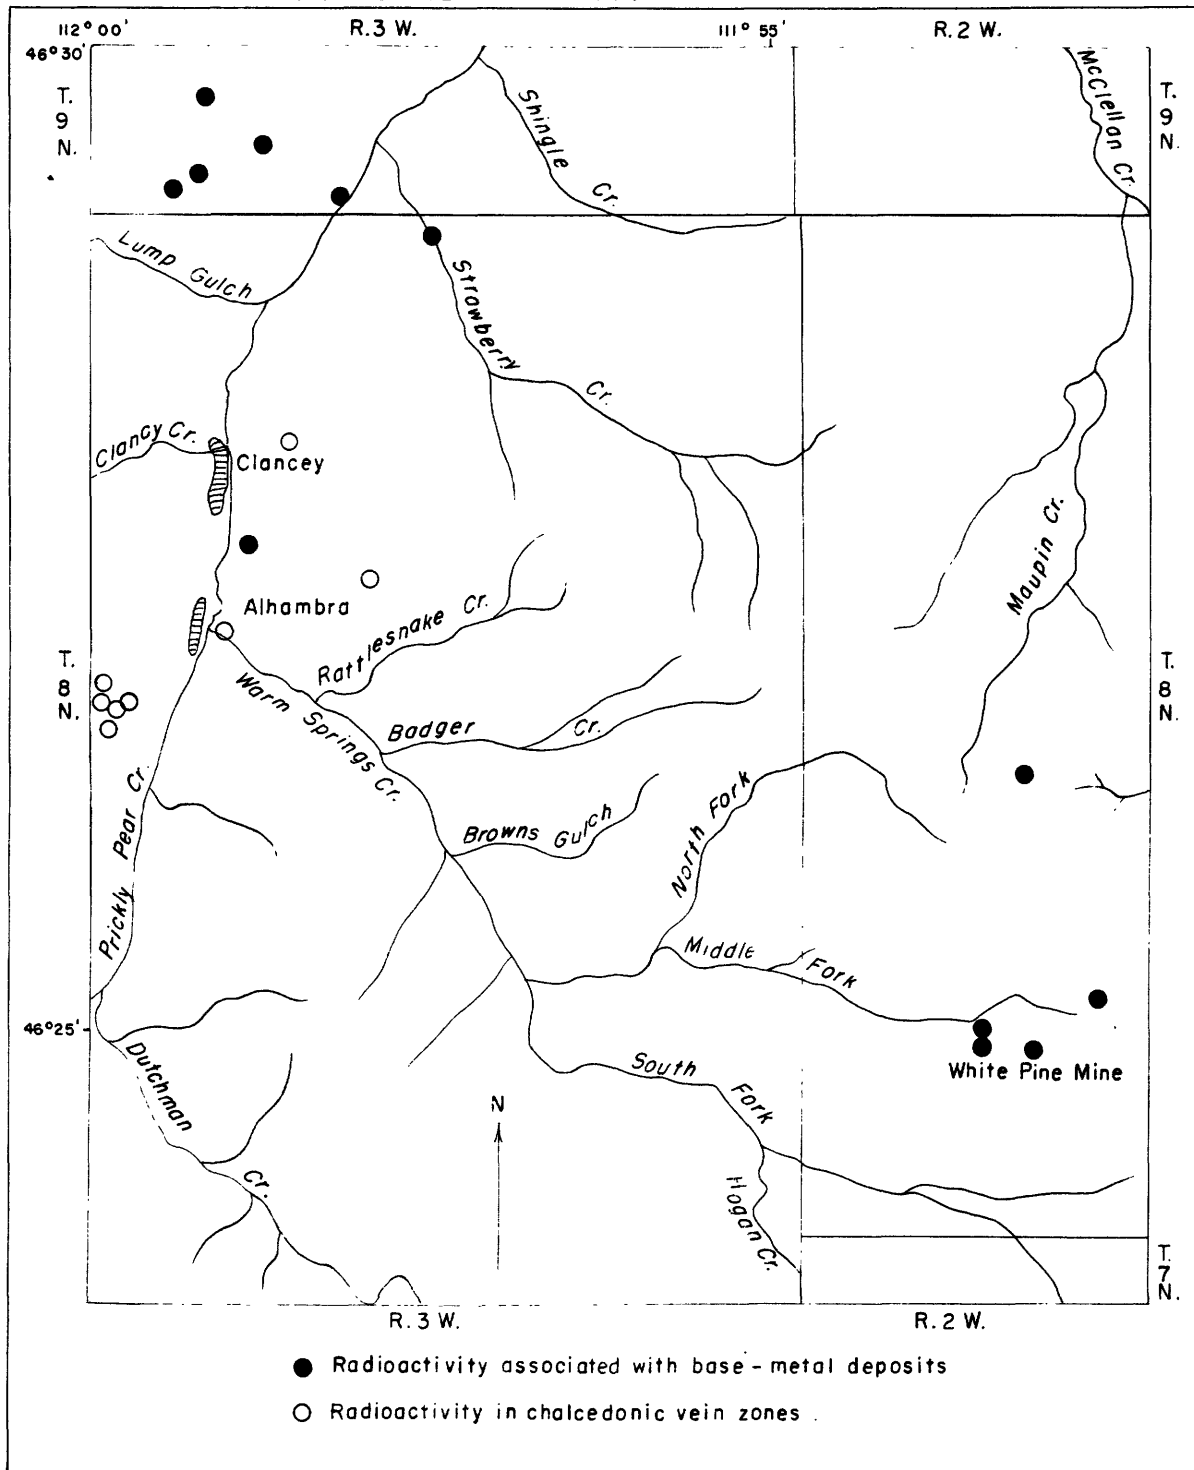 112° 00' R. 3 W. 111° 55' R. 2 W.
46° 30'
T. 9 N.
T. 9 N.
Shingle Cr.
McClellan Cr.
Lump Gulch
Strawberry Cr.
Clancy Cr.
Clancey
Maupin Cr.
Alhambra
Rattlesnake Cr.
T. 8 N.
T. 8 N.
Warm Springs Cr.
Badger Cr.
Prickly Pear Cr.
Browns Gulch
North Fork
Middle Fork
46° 25'
Dutchman Cr.
South Fork
White Pine Mine
N
Hogan Cr.
T. 7 N.
R. 3 W. R. 2 W.
Radioactivity associated with base-metal deposits
Radioactivity in chalcedonic vein zones .